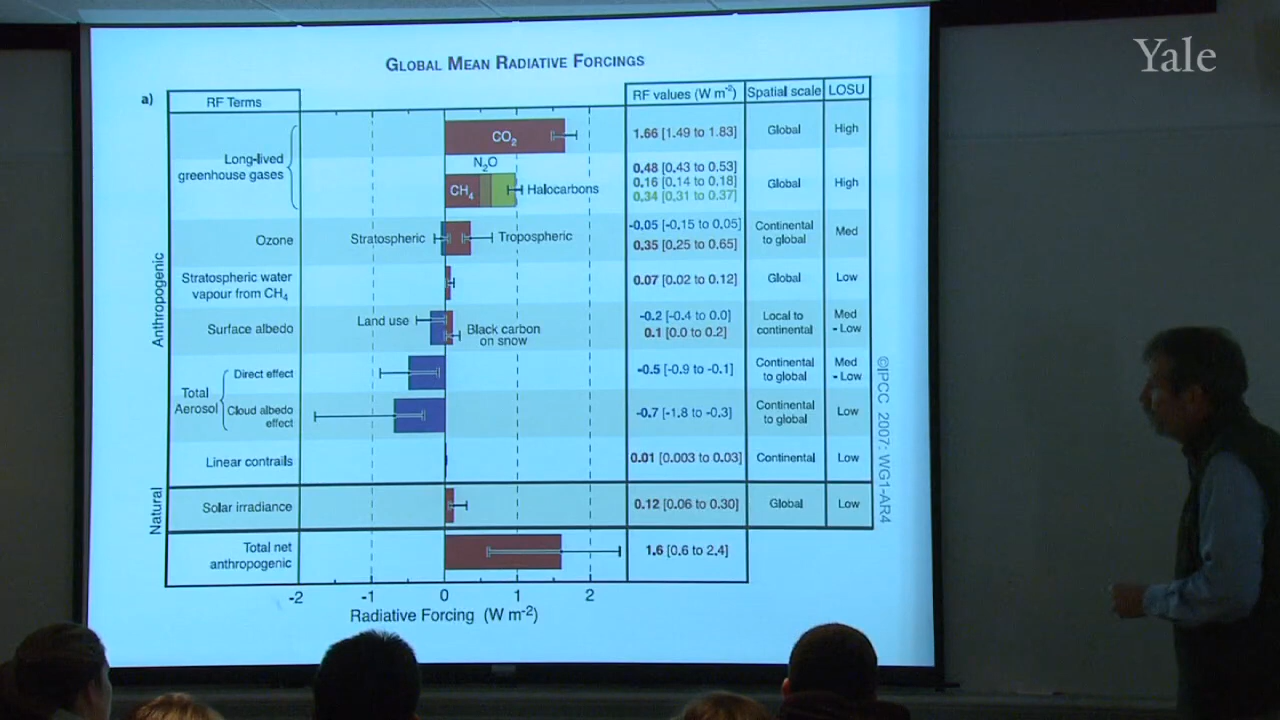 Yale
GLOBAL MEAN RADIATIVE FORCINGS
a)
RF Terms
RF values (W m-2)
Spatial scale
LOSU
Anthropogenic
Long-lived
greenhouse gases
CO2
1.66 [1.49 to 1.83]
Global
High
N2O
CH4
Halocarbons
0.48 [0.43 to 0.53]
0.16 [0.14 to 0.18]
0.34 [0.31 to 0.37]
Global
High
Ozone
Stratospheric
Tropospheric
-0.05 [-0.15 to 0.05]
0.35 [0.25 to 0.65]
Continental
to global
Med
Stratospheric water
vapour from CH4
0.07 [0.02 to 0.12]
Global
Low
Surface albedo
Land use
Black carbon
on snow
-0.2 [-0.4 to 0.0]
0.1 [0.0 to 0.2]
Local to
continental
Med
- Low
Total
Aerosol
Direct effect
-0.5 [-0.9 to -0.1]
Continental
to global
Med
- Low
Cloud albedo
effect
-0.7 [-1.8 to -0.3]
Continental
to global
Low
Linear contrails
0.01 [0.003 to 0.03]
Continental
Low
Natural
Solar irradiance
0.12 [0.06 to 0.30]
Global
Low
Total net
anthropogenic
1.6 [0.6 to 2.4]
-2 -1 0 1 2
Radiative Forcing (W m-2)
©IPCC 2007: WG1-AR4